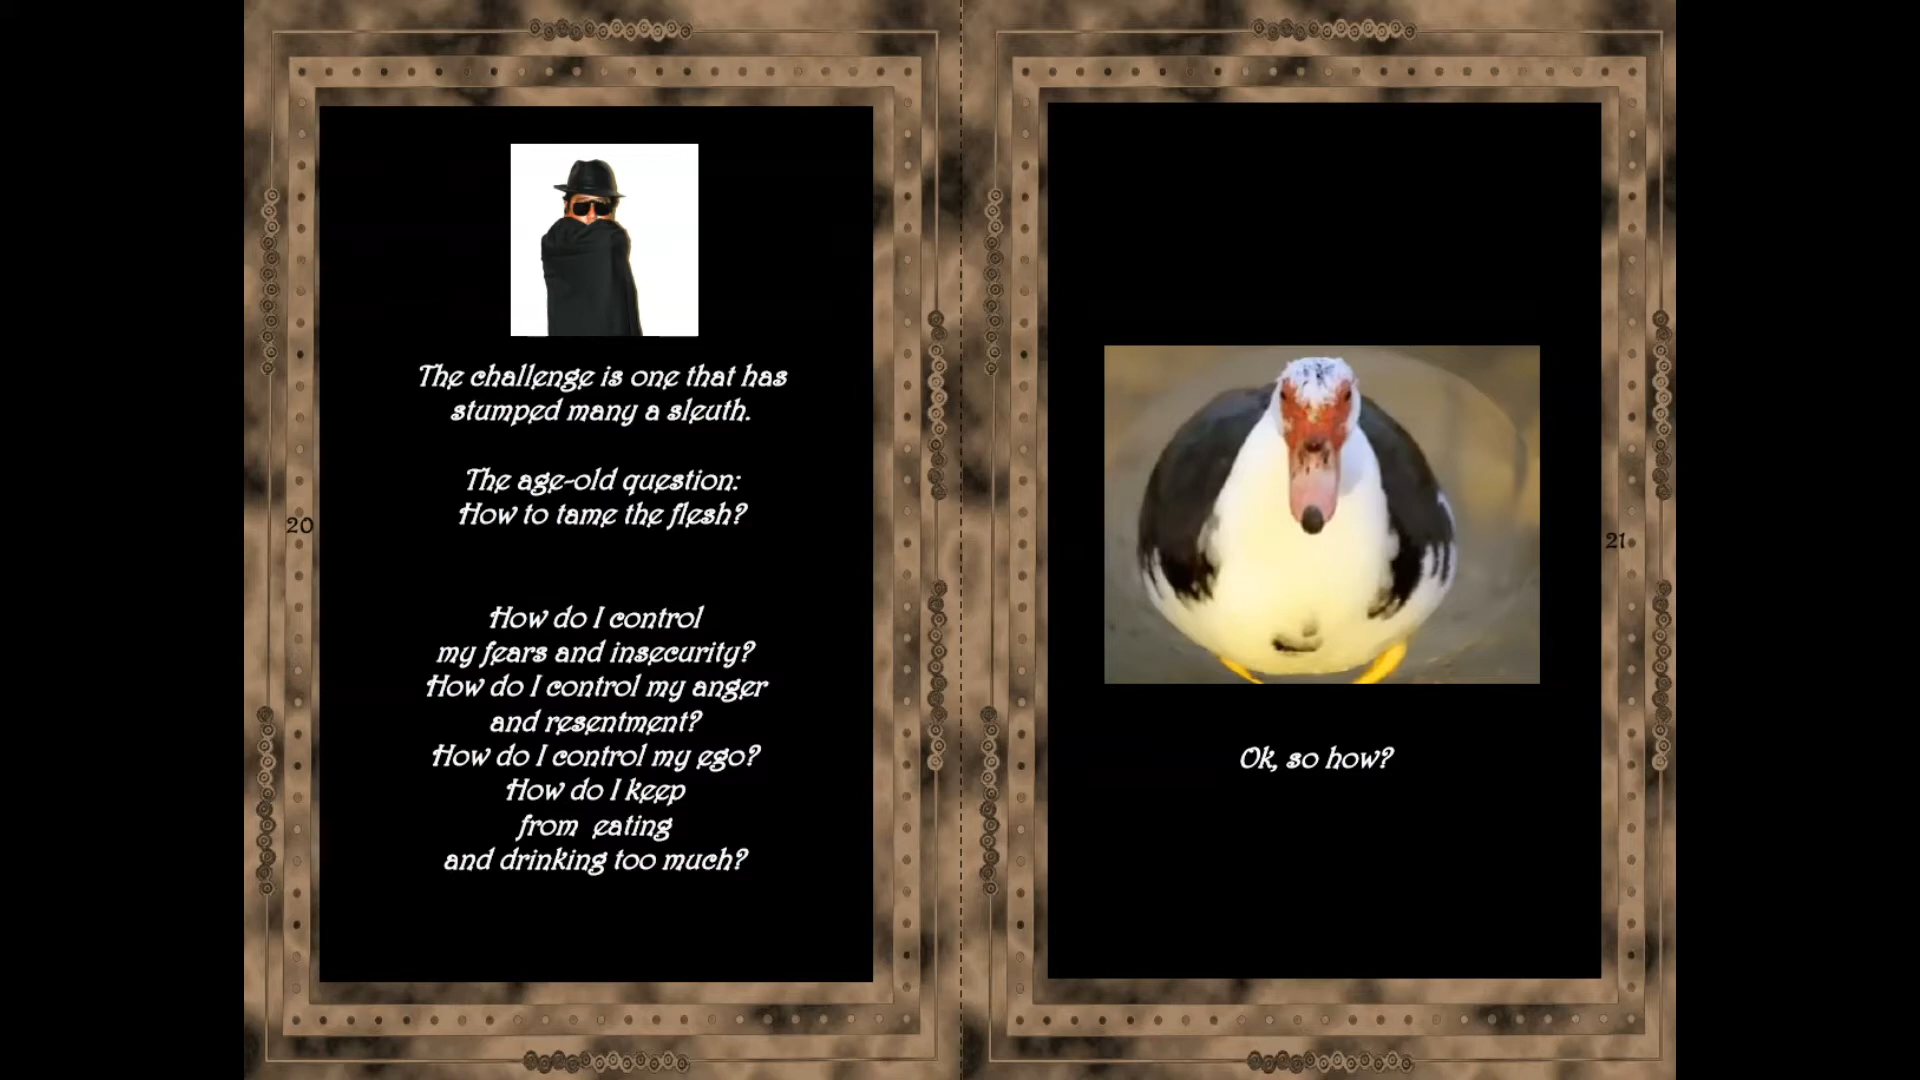 The challenge is one that has
stumped many a sleuth.
The age-old question:
How to tame the flesh?
How do I control
my fears and insecurity?
How do I control my anger
and resentment?
How do I control my ego?
How do I keep
from eating
and drinking too much?
20
Ok, so how?
21